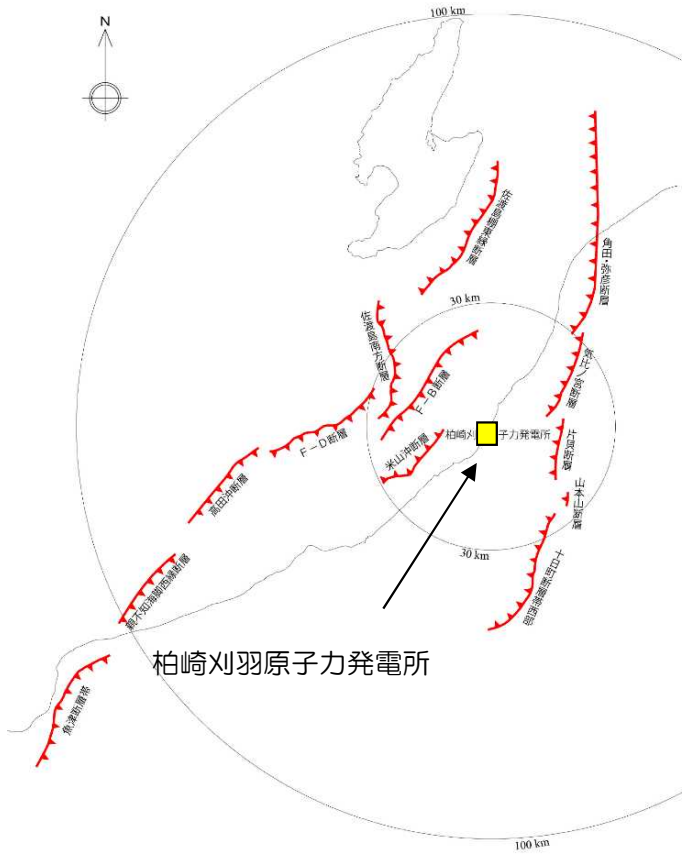 100 km
N
佐渡島棚東縁断層
角田・弥彦断層
30 km
佐渡島南方断層
F-B断層
気比ノ宮断層
柏崎刈 子力発電所
片貝断層
F-D断層
米山沖断層
高田沖断層
山本山断層
30 km
十日町断層帯西部
親不知海脚西縁断層
柏崎刈羽原子力発電所
魚津断層帯
100 km